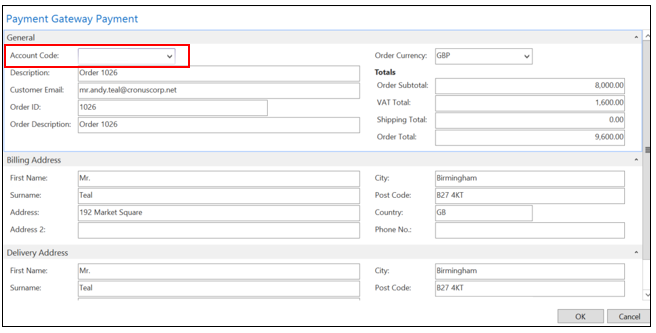 Payment Gateway Payment
General
Account Code:
Order Currency: GBP
Description: Order 1026
Totals
Customer Email: mr.andy.teal@cronuscorp.net
Order Subtotal: 8,000.00
Order ID: 1026
VAT Total: 1,600.00
Order Description: Order 1026
Shipping Total: 0.00
Order Total: 9,600.00
Billing Address
First Name: Mr.
City: Birmingham
Surname: Teal
Post Code: B27 4KT
Address: 192 Market Square
Country: GB
Address 2:
Phone No.:
Delivery Address
First Name: Mr.
City: Birmingham
Surname: Teal
Post Code: B27 4KT
OK Cancel